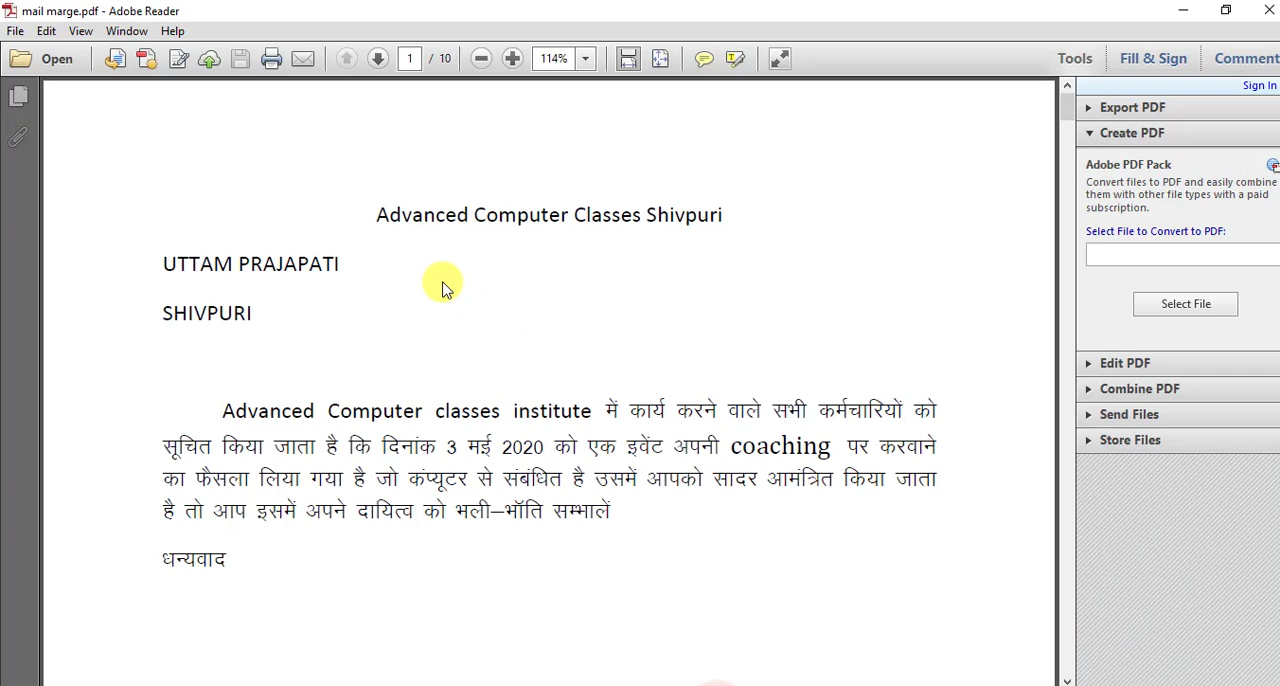 mail marge.pdf - Adobe Reader
File Edit View Window Help
Open 1 / 10 114% Tools Fill & Sign Comment
Sign In
Export PDF
Create PDF
Adobe PDF Pack
Convert files to PDF and easily combine
them with other file types with a paid
subscription.
Select File to Convert to PDF:
Select File
Edit PDF
Combine PDF
Send Files
Store Files
Advanced Computer Classes Shivpuri
UTTAM PRAJAPATI
SHIVPURI
Advanced Computer classes institute में कार्य करने वाले सभी कर्मचारियों को
सूचित किया जाता है कि दिनांक 3 मई 2020 को एक इवेंट अपनी coaching पर करवाने
का फैसला लिया गया है जो कंप्यूटर से संबंधित है उसमें आपको सादर आमंत्रित किया जाता
है तो आप इसमें अपने दायित्व को भली–भॉति सम्भालें
धन्यवाद